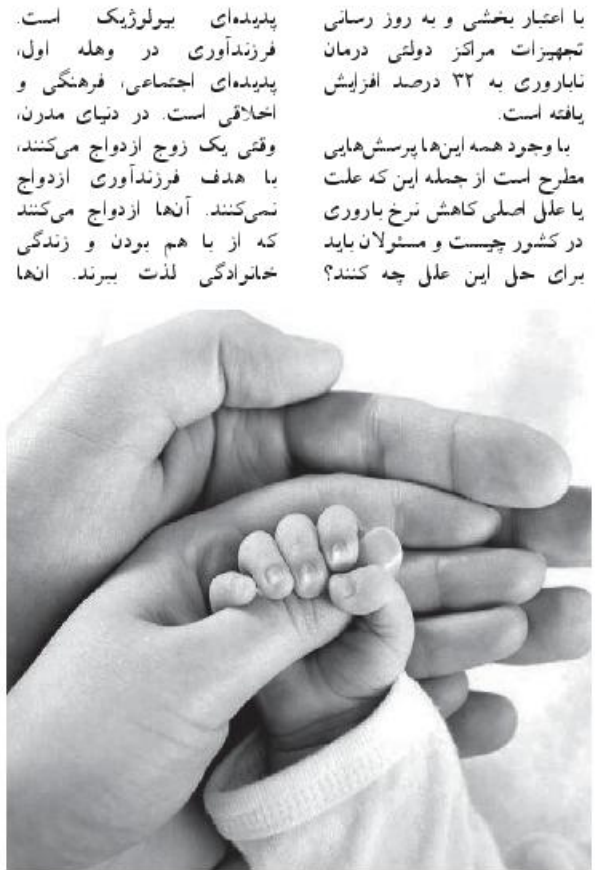 با اعتبار بخشی و به روز رسانی
تجهیزات مراکز دولتی درمان
ناباروری به ۳۲ درصد افزایش
یافته است.
با وجود همه این‌ها پرسش‌هایی
مطرح است از جمله این که علت
یا علل اصلی کاهش نرخ باروری
در کشور چیست و مسئولان باید
برای حل این علل چه کنند؟
پدیده‌ای بیولوژیک است.
فرزندآوری در وهله اول،
پدیده‌ای اجتماعی، فرهنگی و
اخلاقی است. در دنیای مدرن،
وقتی یک زوج ازدواج می‌کنند،
با هدف فرزندآوری ازدواج
نمی‌کنند. آن‌ها ازدواج می‌کنند
که از با هم بودن و زندگی
خانوادگی لذت ببرند. انها